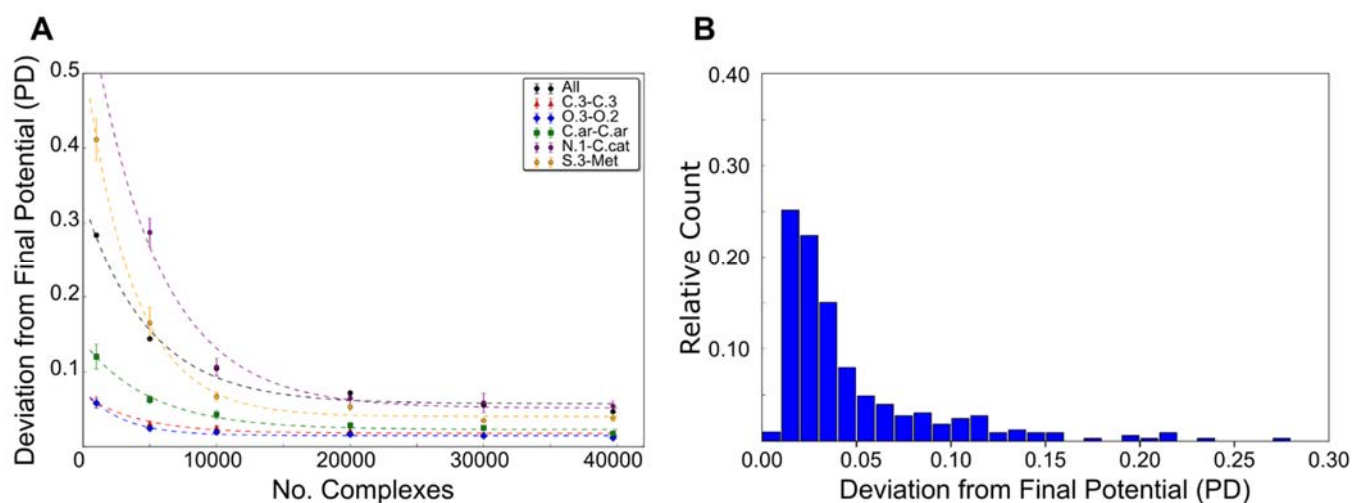 A
Deviation from Final Potential (PD)
0.5
0.4
0.3
0.2
0.1
0
10000
20000
30000
40000
No. Complexes
All
C.3-C.3
O.3-O.2
C.ar-C.ar
N.1-C.cat
S.3-Met
B
Relative Count
0.40
0.30
0.20
0.10
0.00
0.05
0.10
0.15
0.20
0.25
0.30
Deviation from Final Potential (PD)